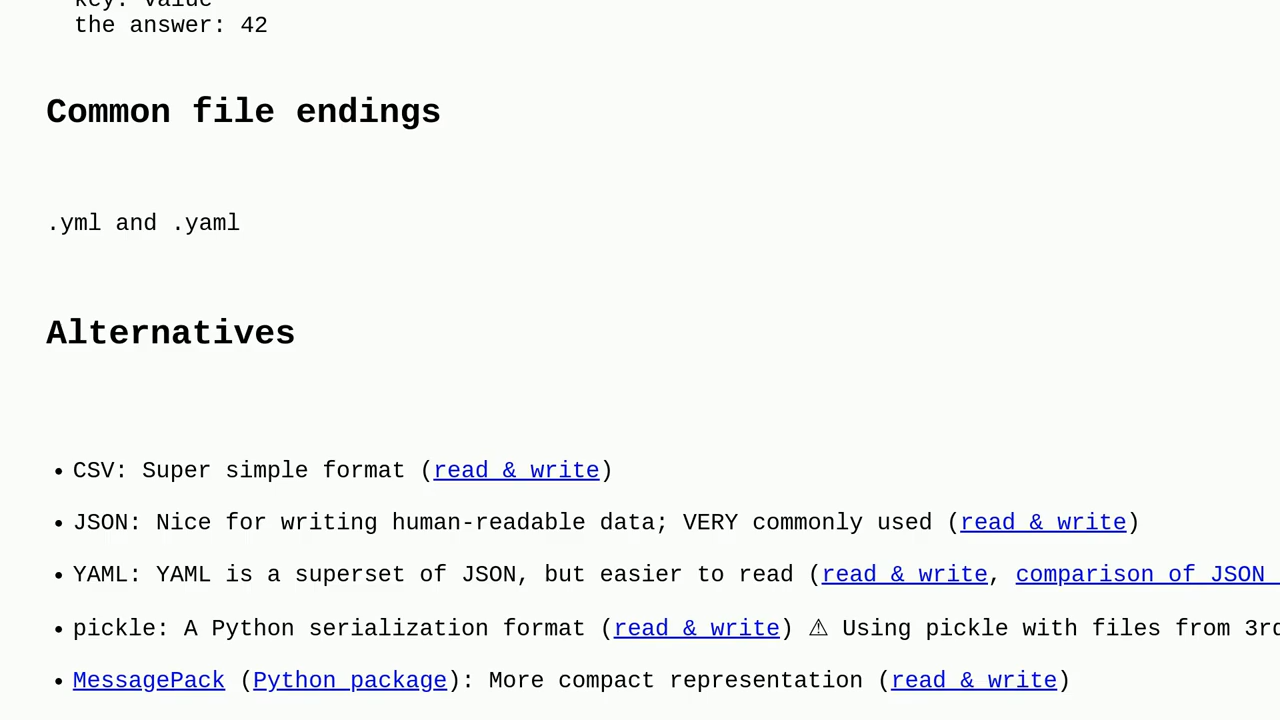 key: value
the answer: 42
Common file endings
.yml and .yaml
Alternatives
• CSV: Super simple format (read & write)
• JSON: Nice for writing human-readable data; VERY commonly used (read & write)
• YAML: YAML is a superset of JSON, but easier to read (read & write, comparison of JSON
• pickle: A Python serialization format (read & write) ⚠ Using pickle with files from 3rd
• MessagePack (Python package): More compact representation (read & write)